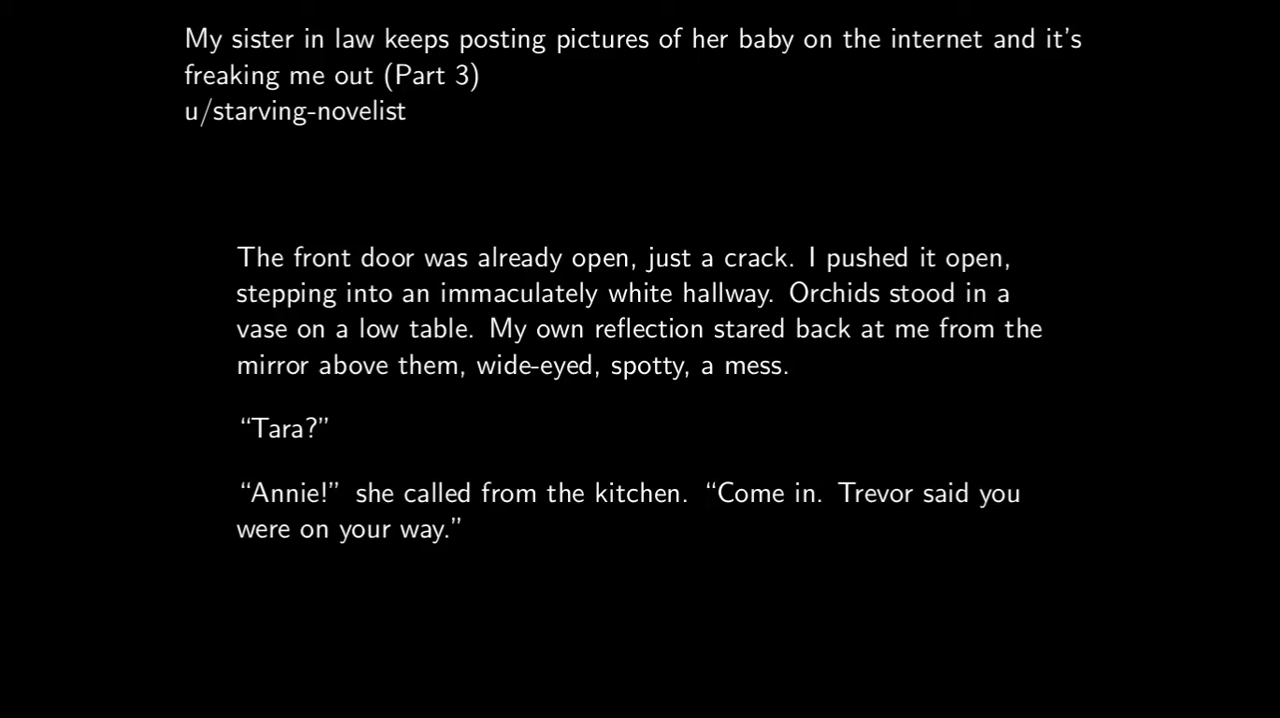 My sister in law keeps posting pictures of her baby on the internet and it's
freaking me out (Part 3)
u/starving-novelist
The front door was already open, just a crack. I pushed it open,
stepping into an immaculately white hallway. Orchids stood in a
vase on a low table. My own reflection stared back at me from the
mirror above them, wide-eyed, spotty, a mess.
“Tara?”
“Annie!” she called from the kitchen. “Come in. Trevor said you
were on your way.”